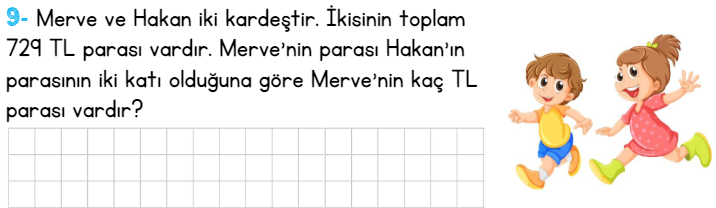 9- Merve ve Hakan iki kardeştir. İkisinin toplam
729 TL parası vardır. Merve'nin parası Hakan'ın
parasının iki katı olduğuna göre Merve'nin kaç TL
parası vardır?